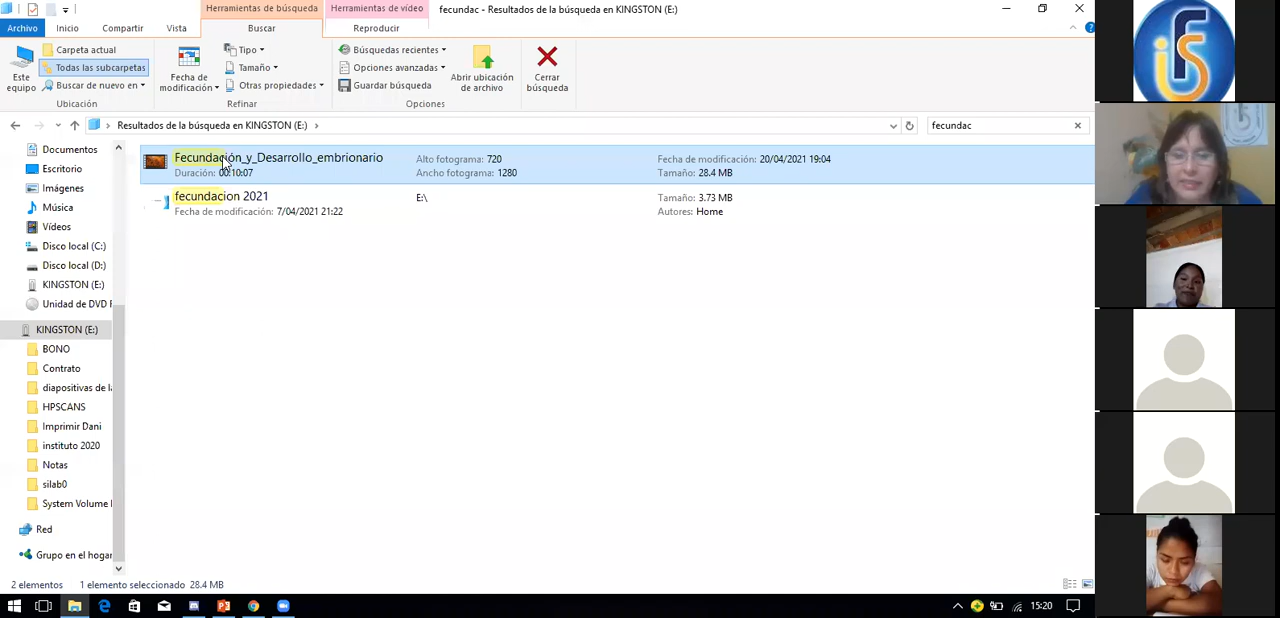 Herramientas de búsqueda
Herramientas de vídeo
fecundac - Resultados de la búsqueda en KINGSTON (E:)
Archivo
Inicio
Compartir
Vista
Buscar
Reproducir
Este equipo
Carpeta actual
Todas las subcarpetas
Buscar de nuevo en
Ubicación
Fecha de modificación
Tipo
Tamaño
Otras propiedades
Refinar
Búsquedas recientes
Opciones avanzadas
Guardar búsqueda
Abrir ubicación de archivo
Opciones
Cerrar búsqueda
Resultados de la búsqueda en KINGSTON (E:)
fecundac
Documentos
Escritorio
Imágenes
Música
Vídeos
Disco local (C:)
Disco local (D:)
KINGSTON (E:)
Unidad de DVD
KINGSTON (E:)
BONO
Contrato
diapositivas de l
HPSCANS
Imprimir Dani
instituto 2020
Notas
silab0
System Volume
Red
Grupo en el hogar
Fecundación_y_Desarrollo_embrionario
Duración: 00:10:07
Alto fotograma: 720
Ancho fotograma: 1280
Fecha de modificación: 20/04/2021 19:04
Tamaño: 28.4 MB
fecundacion 2021
Fecha de modificación: 7/04/2021 21:22
E:\
Tamaño: 3.73 MB
Autores: Home
2 elementos
1 elemento seleccionado 28.4 MB
15:20